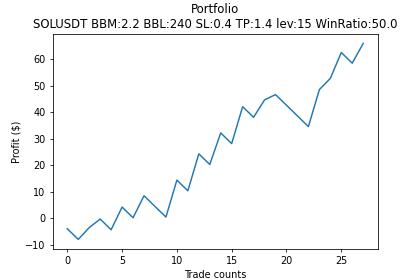 Portfolio
SOLUSDT BBM:2.2 BBL:240 SL:0.4 TP:1.4 lev:15 WinRatio:50.0
60
50
40
30
20
10
0
−10
Profit ($)
0 5 10 15 20 25
Trade counts